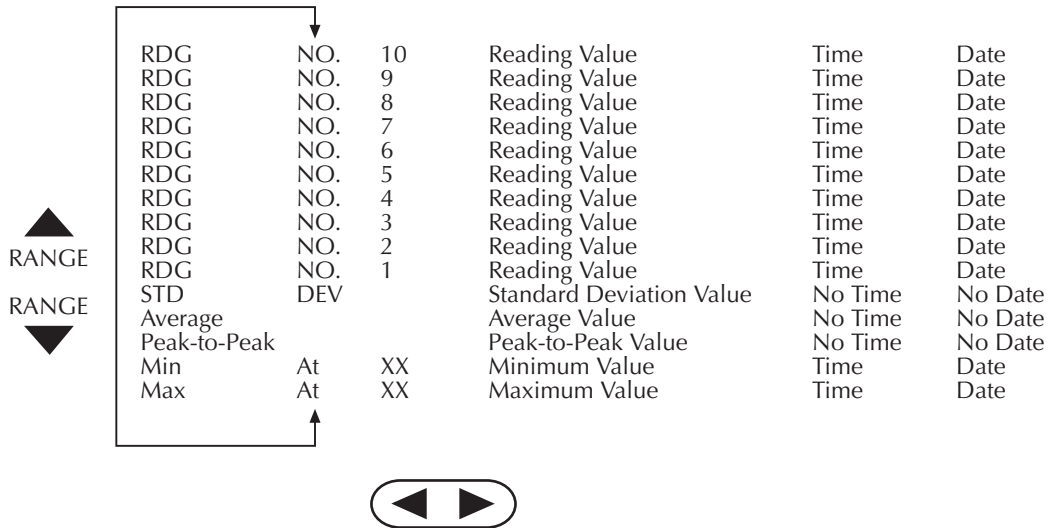 RDG NO. 10 Reading Value Time Date
RDG NO. 9 Reading Value Time Date
RDG NO. 8 Reading Value Time Date
RDG NO. 7 Reading Value Time Date
RDG NO. 6 Reading Value Time Date
RDG NO. 5 Reading Value Time Date
RDG NO. 4 Reading Value Time Date
RDG NO. 3 Reading Value Time Date
RDG NO. 2 Reading Value Time Date
RDG NO. 1 Reading Value Time Date
STD DEV Standard Deviation Value No Time No Date
Average Average Value No Time No Date
Peak-to-Peak Peak-to-Peak Value No Time No Date
Min At XX Minimum Value Time Date
Max At XX Maximum Value Time Date
RANGE
RANGE